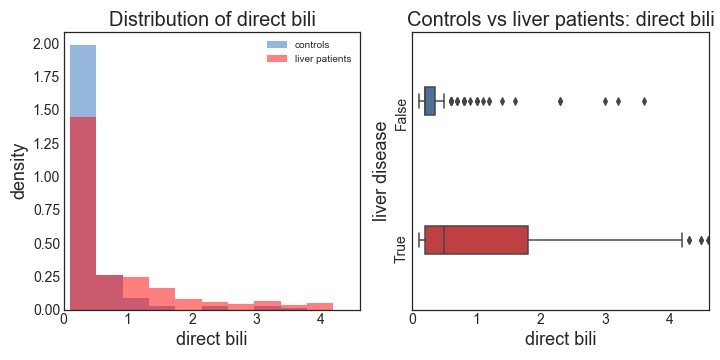 Distribution of direct bili
2.00
1.75
1.50
1.25
1.00
0.75
0.50
0.25
0.00
density
controls
liver patients
0
1
2
3
4
direct bili
Controls vs liver patients: direct bili
liver disease
False
True
0
1
2
3
4
direct bili